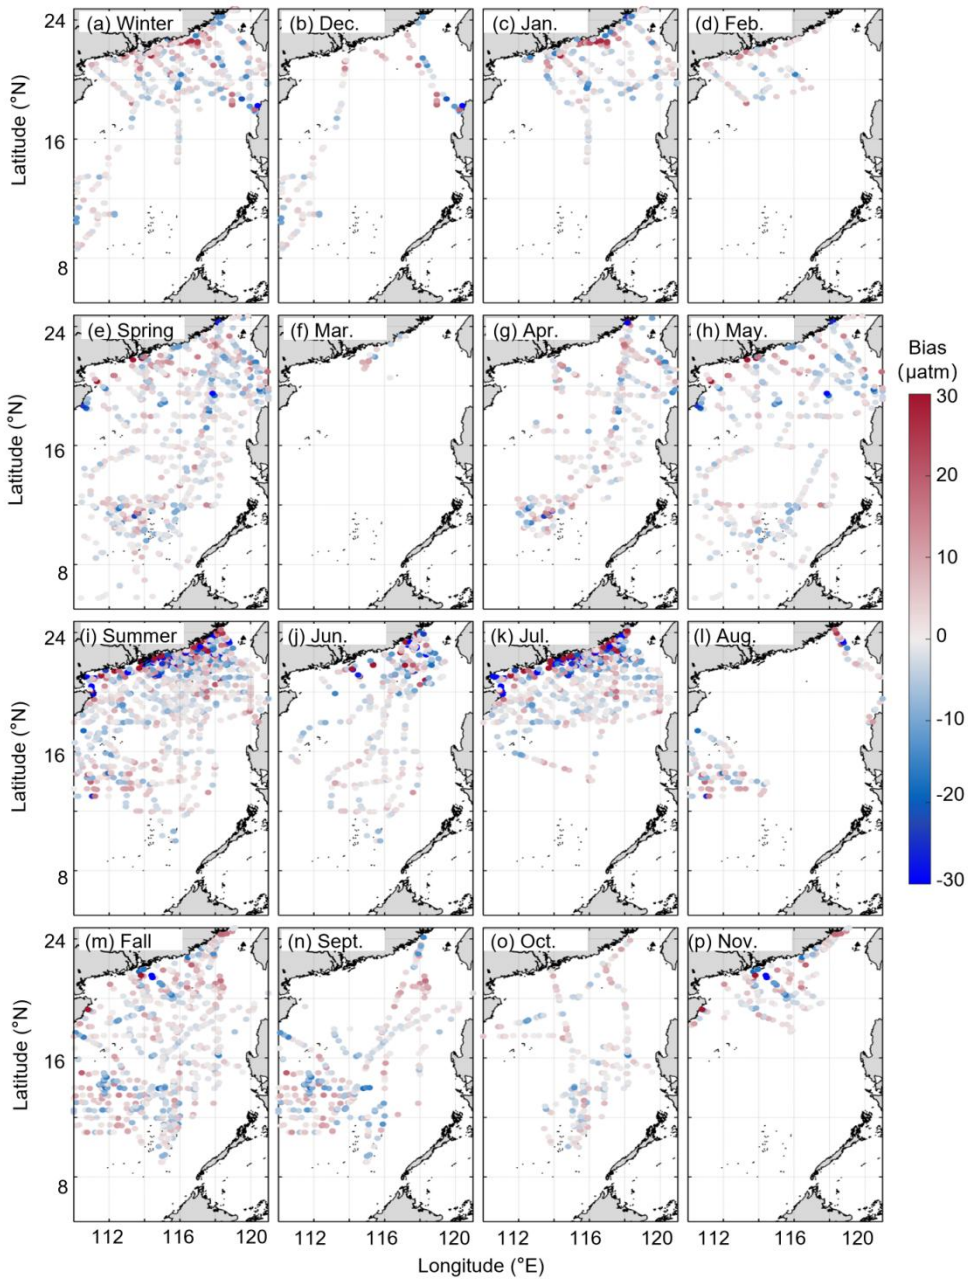 24 (a) Winter (b) Dec. (c) Jan. (d) Feb.
Latitude (°N)
16
8
24 (e) Spring (f) Mar. (g) Apr. (h) May.
Latitude (°N)
16
8
Bias
(μatm)
30
20
10
0
-10
-20
-30
24 (i) Summer (j) Jun. (k) Jul. (l) Aug.
Latitude (°N)
16
8
24 (m) Fall (n) Sept. (o) Oct. (p) Nov.
Latitude (°N)
16
8
112 116 120 112 116 120 112 116 120 112 116 120
Longitude (°E)